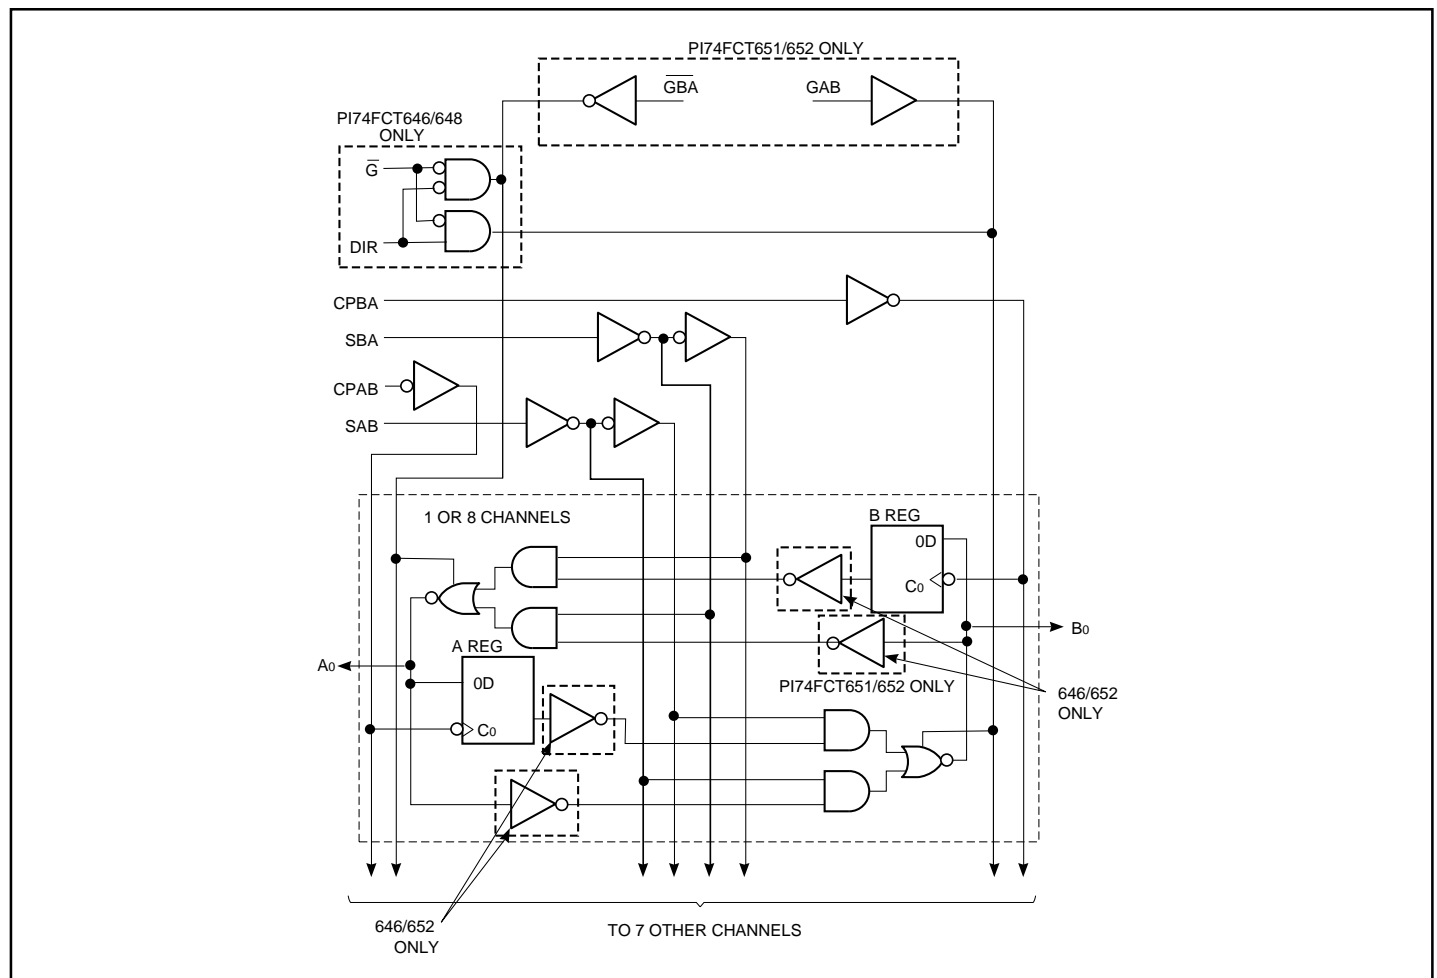 PI74FCT651/652 ONLY
G̅B̅A̅
GAB
PI74FCT646/648
ONLY
G̅
DIR
CPBA
SBA
CPAB
SAB
1 OR 8 CHANNELS
B REG
0D
C0
B0
A REG
A0
0D
C0
PI74FCT651/652 ONLY
646/652
ONLY
646/652
ONLY
TO 7 OTHER CHANNELS